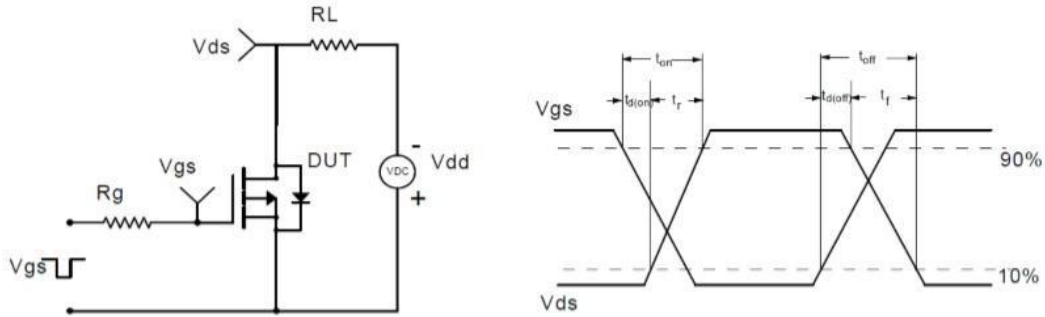 RL
Vds
Vgs
DUT
-
Vdd
VDC
+
Rg
Vgs
ton
toff
td(on)
tr
td(off)
tf
Vgs
90%
10%
Vds